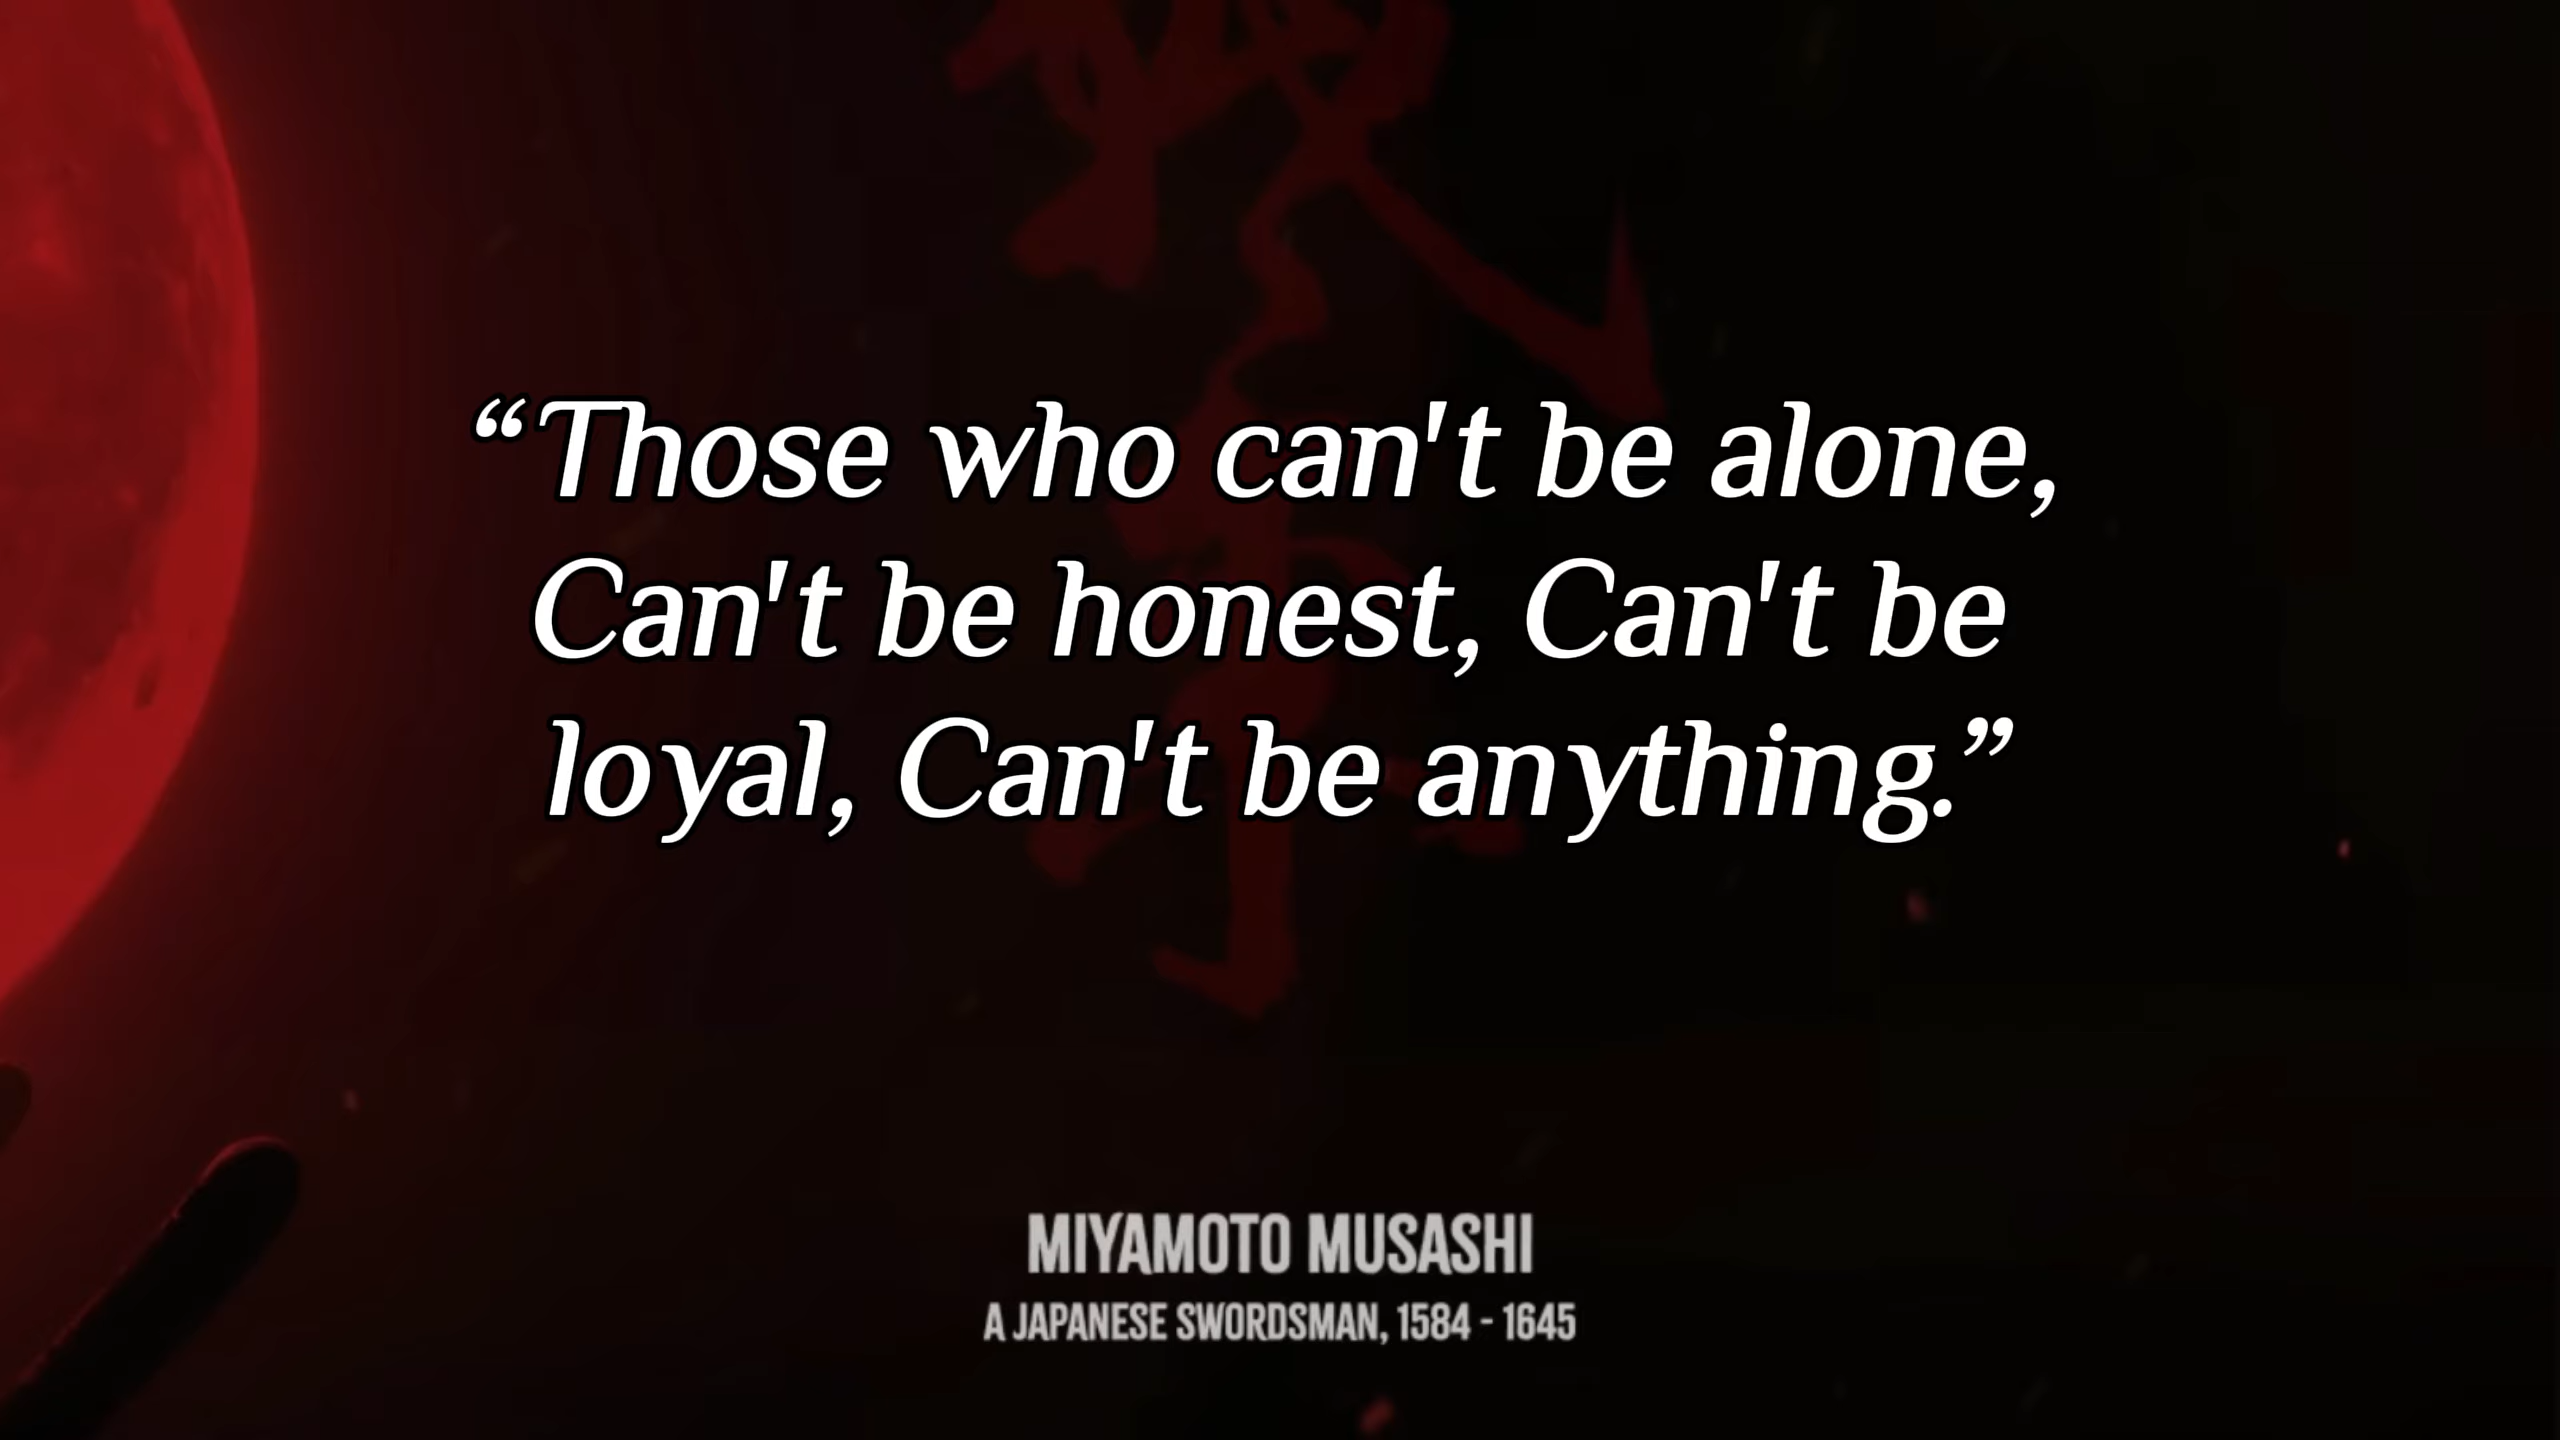 “Those who can't be alone,
Can't be honest, Can't be
loyal, Can't be anything.”
MIYAMOTO MUSASHI
A JAPANESE SWORDSMAN, 1584 - 1645